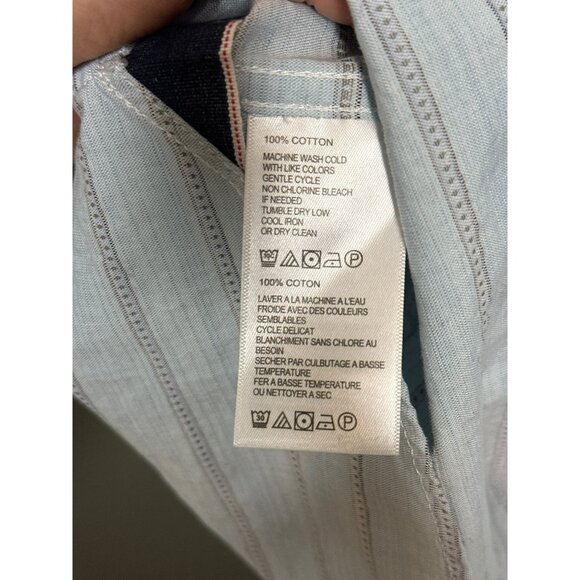 100% COTTON
MACHINE WASH COLD
WITH LIKE COLORS
GENTLE CYCLE
NON CHLORINE BLEACH
IF NEEDED
TUMBLE DRY LOW
COOL IRON
OR DRY CLEAN
P
100% COTON
LAVER A LA MACHINE A L'EAU
FROIDE AVEC DES COULEURS
SEMBLABLES
CYCLE DELICAT
BLANCHIMENT SANS CHLORE AU
BESOIN
SECHER PAR CULBUTAGE A BASSE
TEMPERATURE
FER A BASSE TEMPERATURE
OU NETTOYER A SEC
30 P